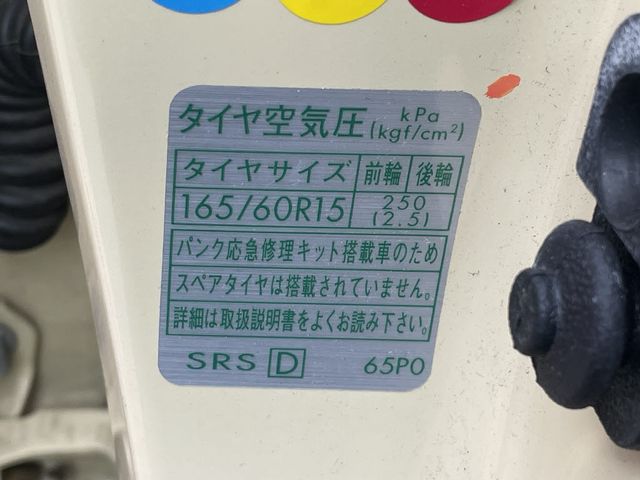 タイヤ空気圧 kPa (kgf/cm²)
タイヤサイズ 前輪 後輪
165/60R15 250 (2.5)
パンク応急修理キット搭載車のため
スペアタイヤは搭載されていません。
詳細は取扱説明書をよくお読み下さい。
SRS D 65P0